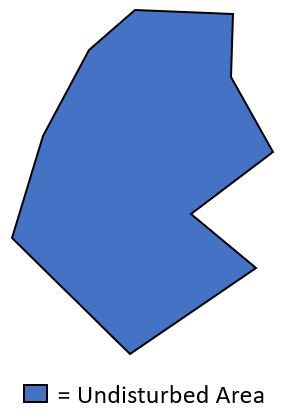 = Undisturbed Area